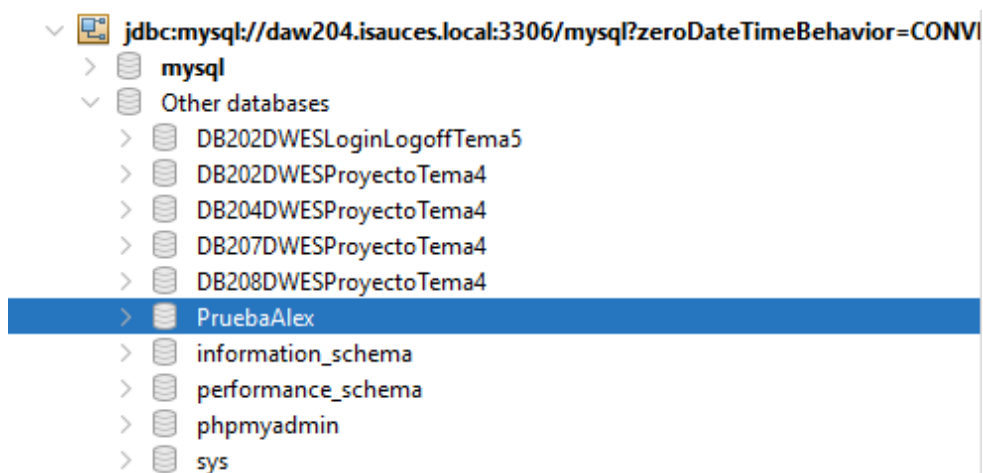 jdbc:mysql://daw204.isauces.local:3306/mysql?zeroDateTimeBehavior=CONV
mysql
Other databases
DB202DWESLoginLogoffTema5
DB202DWESProyectoTema4
DB204DWESProyectoTema4
DB207DWESProyectoTema4
DB208DWESProyectoTema4
PruebaAlex
information_schema
performance_schema
phpmyadmin
sys